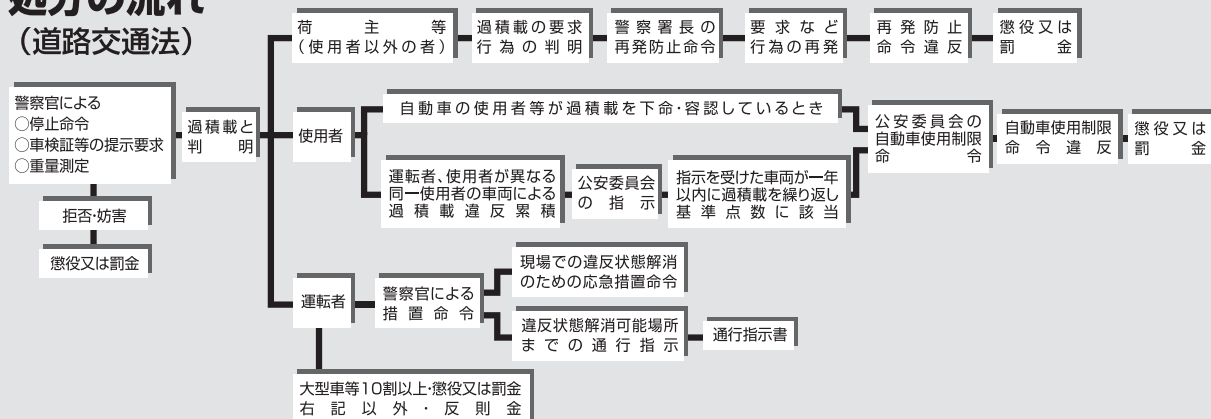 処分の流れ
（道路交通法）
荷主等
（使用者以外の者）
過積載の要求
行為の判明
警察署長の
再発防止命令
要求など
行為の再発
再発防止
命令違反
懲役又は
罰金
警察官による
○停止命令
○車検証等の提示要求
○重量測定
拒否・妨害
懲役又は罰金
過積載と
判明
使用者
自動車の使用者等が過積載を下命・容認しているとき
運転者、使用者が異なる
同一使用者の車両による
過積載違反累積
公安委員会
の指示
指示を受けた車両が一年
以内に過積載を繰り返し
基準点数に該当
公安委員会の
自動車使用制限
命令
自動車使用制限
命令違反
懲役又は
罰金
運転者
警察官による
措置命令
現場での違反状態解消
のための応急措置命令
違反状態解消可能場所
までの通行指示
通行指示書
大型車等10割以上・懲役又は罰金
右記以外・反則金